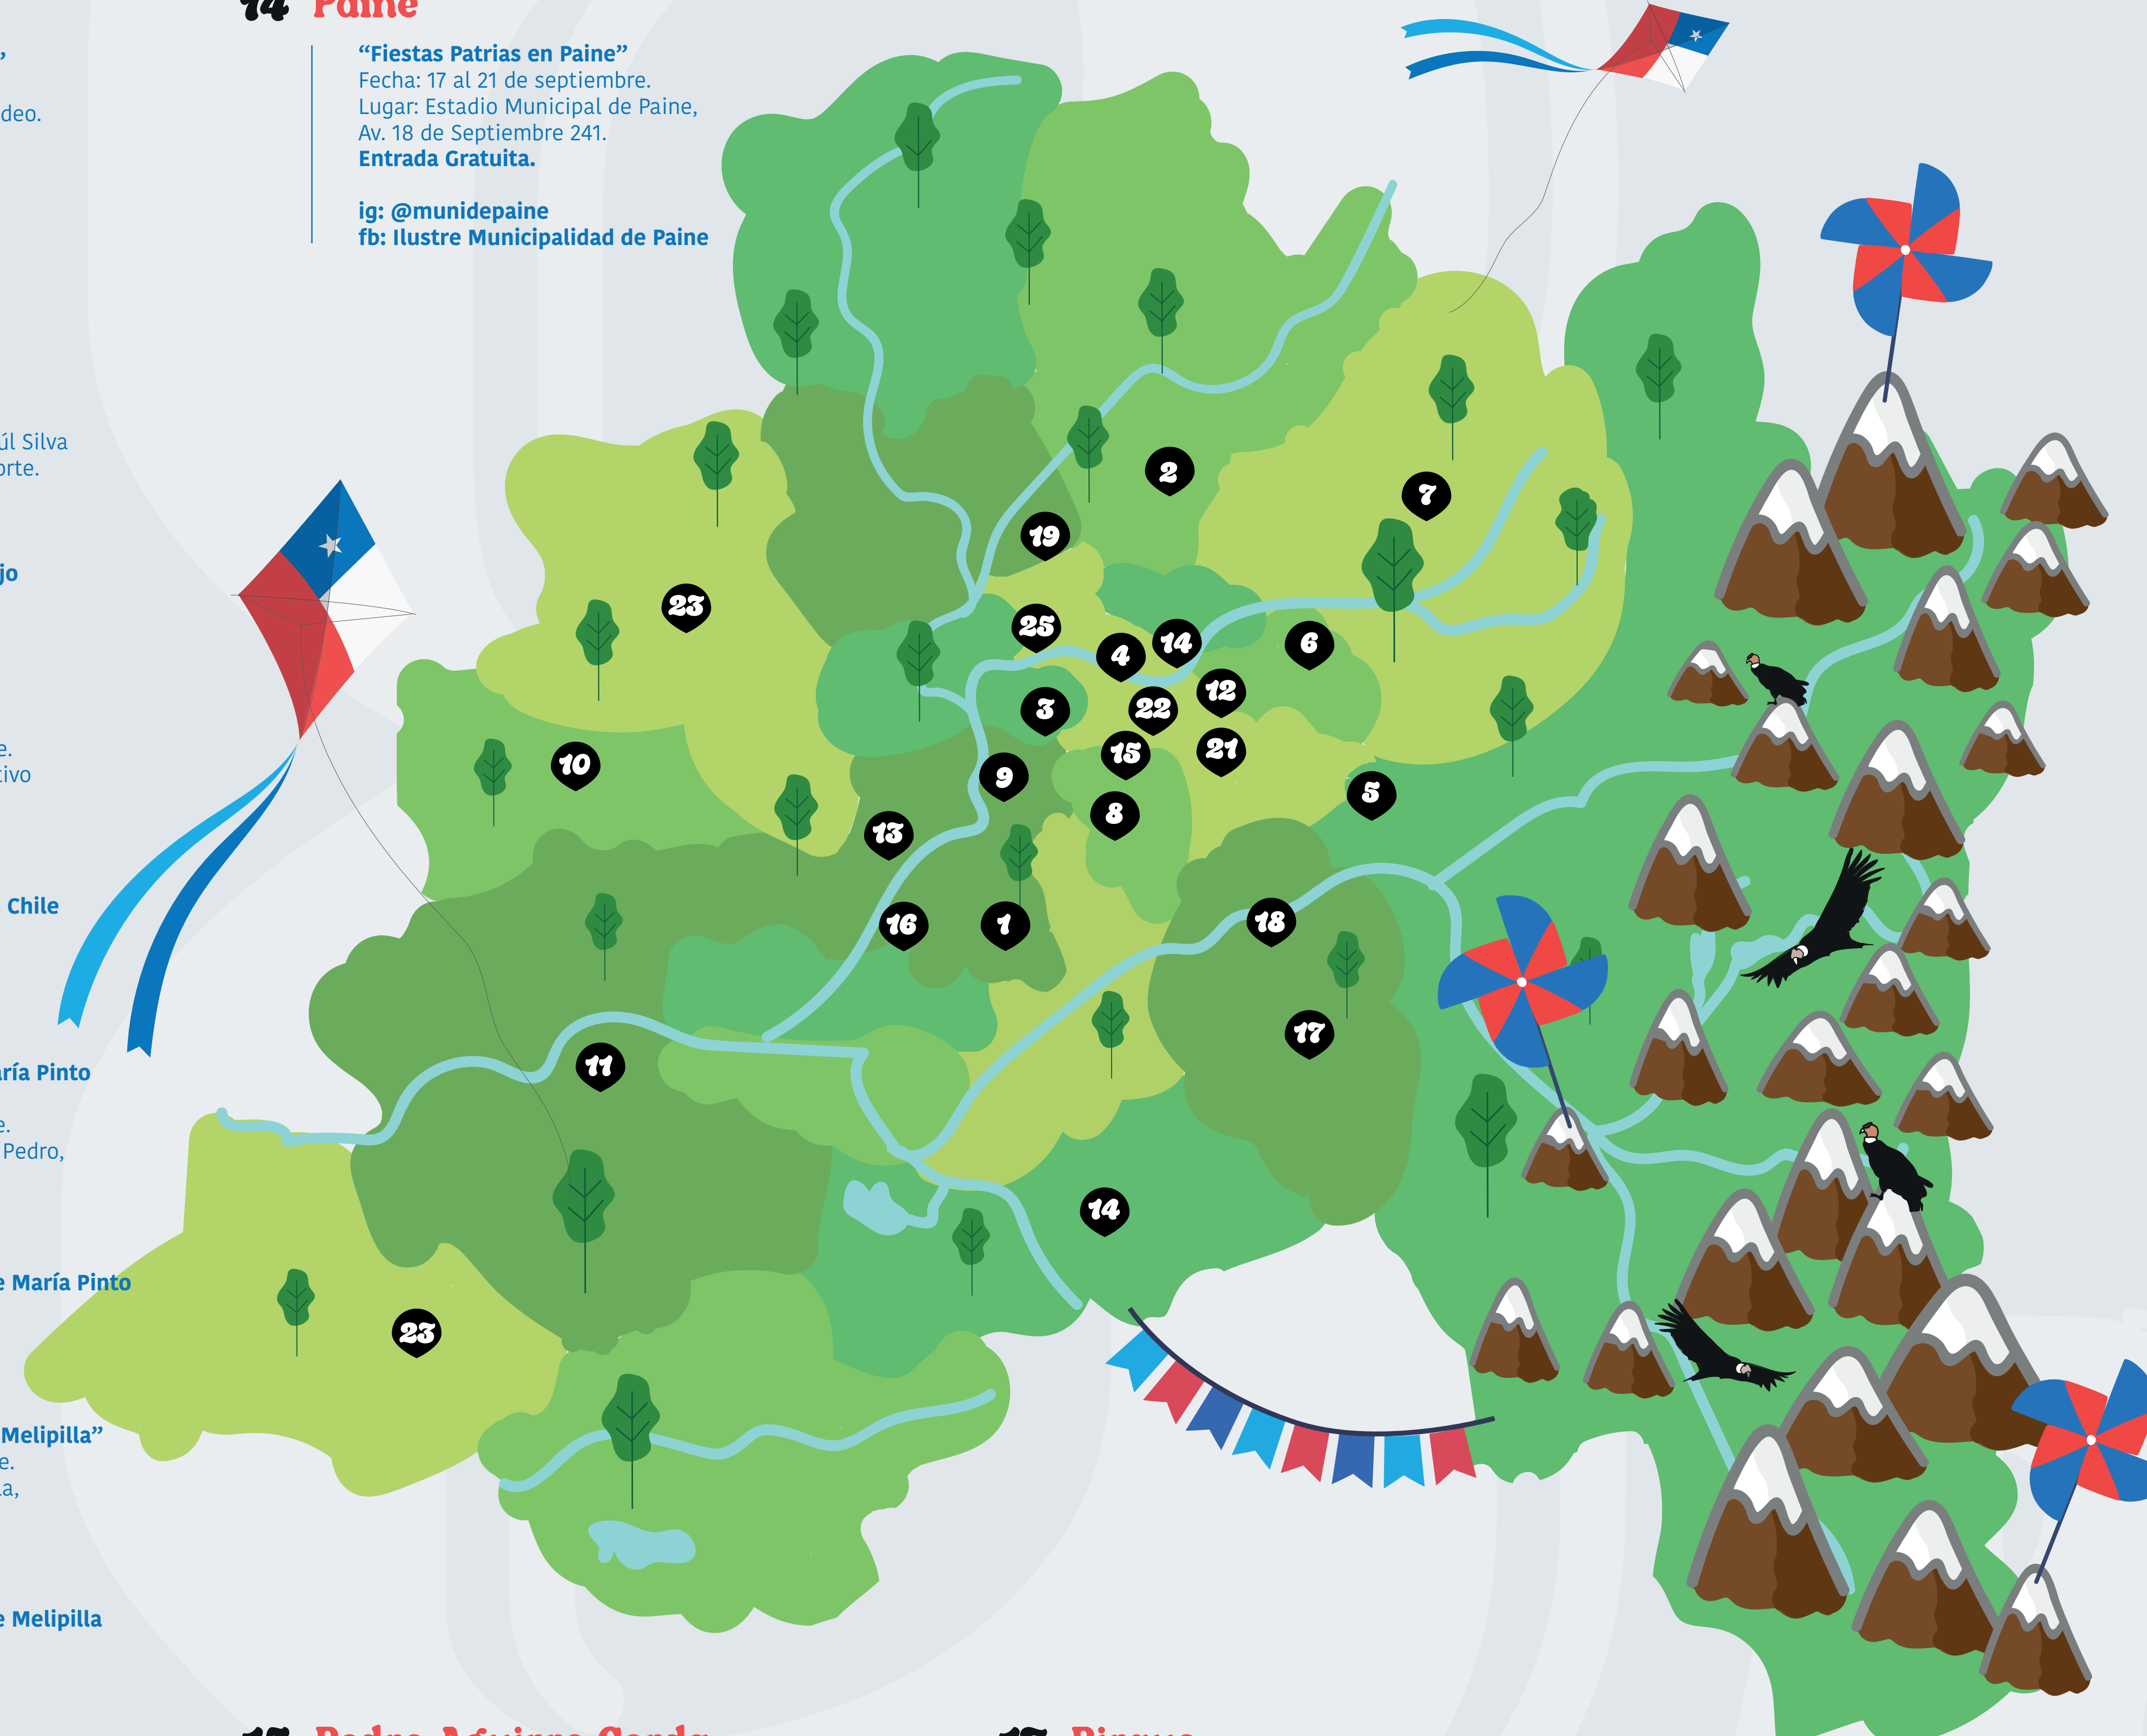 14 Paine
“Fiestas Patrias en Paine”
Fecha: 17 al 21 de septiembre.
Lugar: Estadio Municipal de Paine,
Av. 18 de Septiembre 241.
Entrada Gratuita.
ig: @munidepaine
fb: Ilustre Municipalidad de Paine
deo.
úl Silva
orte.
jo
e.
tivo
Chile
aría Pinto
e.
Pedro,
e María Pinto
Melipilla”
e.
a,
e Melipilla
2
7
19
23
25
4
14
6
12
3
22
15
21
10
9
5
13
8
16
1
18
17
11
14
23